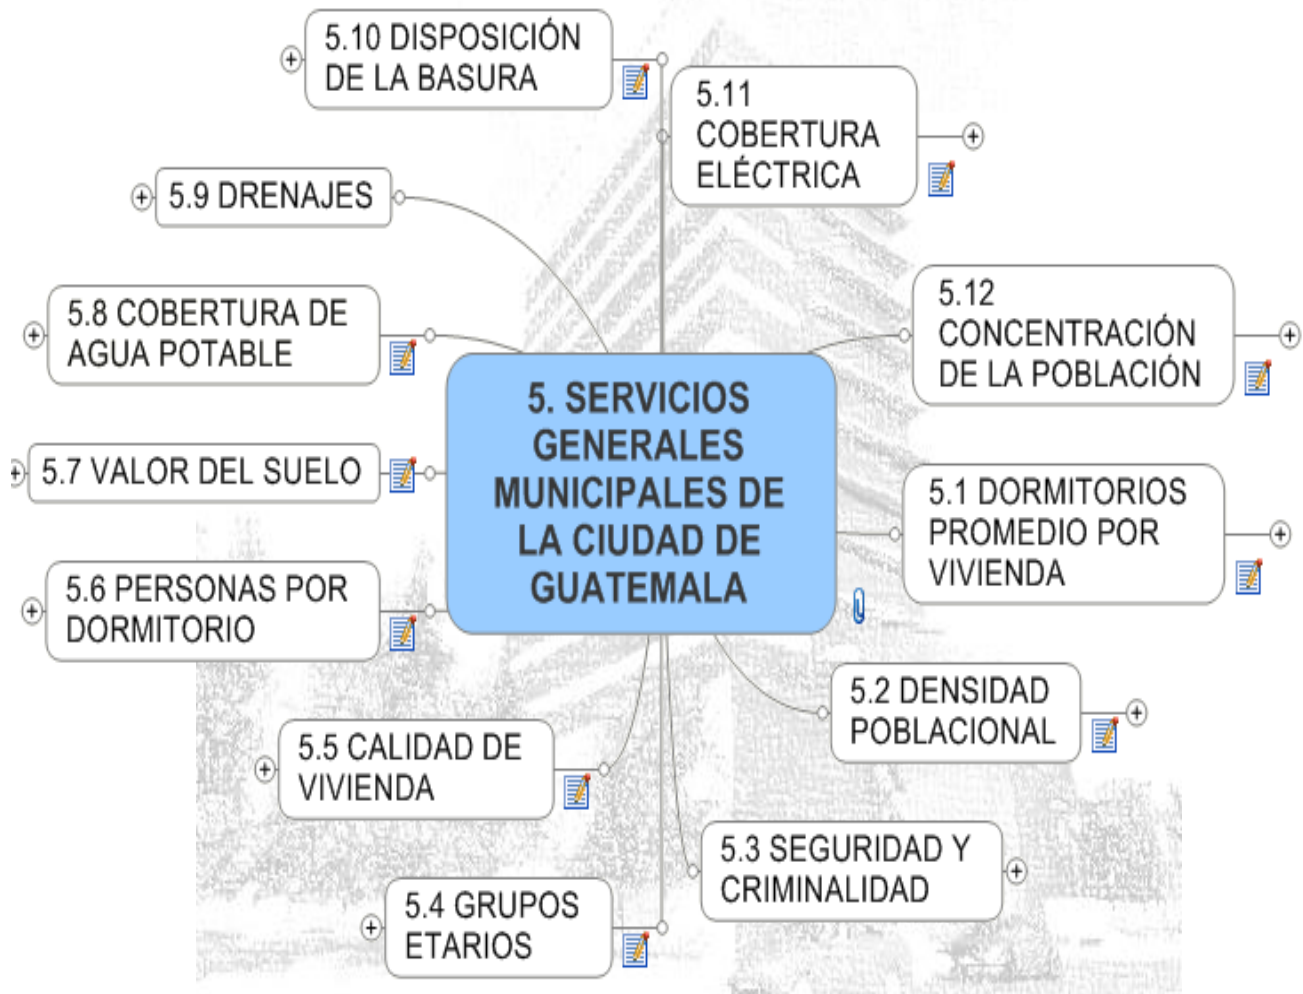 5.10 DISPOSICIÓN
DE LA BASURA
5.11
COBERTURA
ELÉCTRICA
5.9 DRENAJES
5.8 COBERTURA DE
AGUA POTABLE
5.12
CONCENTRACIÓN
DE LA POBLACIÓN
5. SERVICIOS
GENERALES
MUNICIPALES DE
LA CIUDAD DE
GUATEMALA
5.7 VALOR DEL SUELO
5.1 DORMITORIOS
PROMEDIO POR
VIVIENDA
5.6 PERSONAS POR
DORMITORIO
5.2 DENSIDAD
POBLACIONAL
5.5 CALIDAD DE
VIVIENDA
5.3 SEGURIDAD Y
CRIMINALIDAD
5.4 GRUPOS
ETARIOS